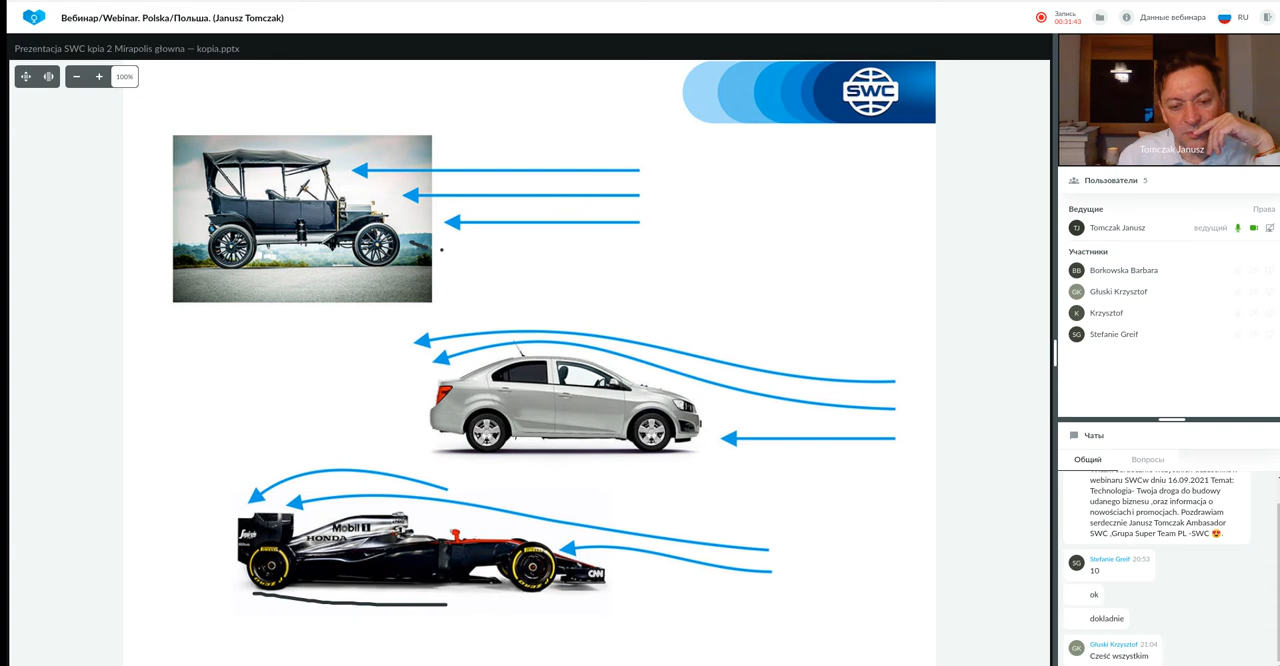 Вебинар/Webinar. Polska/Польша. (Janusz Tomczak)
Запись
00:31:43
Данные вебинара
RU
Prezentacja SWC kpia 2 Mirapolis głowna — kopia.pptx
100%
SWC
Mobil 1
HONDA
CNN
Tomczak Janusz
Пользователи 5
Ведущие Права
TJ Tomczak Janusz ведущий
Участники
BB Borkowska Barbara
GK Głuski Krzysztof
K Krzysztof
SG Stefanie Greif
Чаты
Общий Вопросы
webinaru SWCw dniu 16.09.2021 Temat:
Technologia- Twoja droga do budowy
udanego biznesu ,oraz informacja o
nowościach i promocjach. Pozdrawiam
serdecznie Janusz Tomczak Ambasador
SWC ,Grupa Super Team PL -SWC 😍.
SG Stefanie Greif 20:53
10
ok
dokladnie
GK Głuski Krzysztof 21:04
Cześć wszystkim